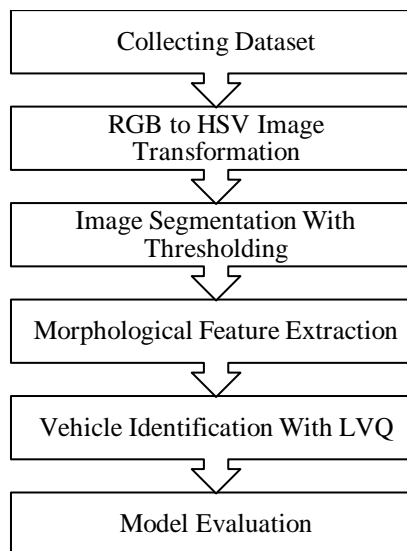 Collecting Dataset
RGB to HSV Image
Transformation
Image Segmentation With
Thresholding
Morphological Feature Extraction
Vehicle Identification With LVQ
Model Evaluation